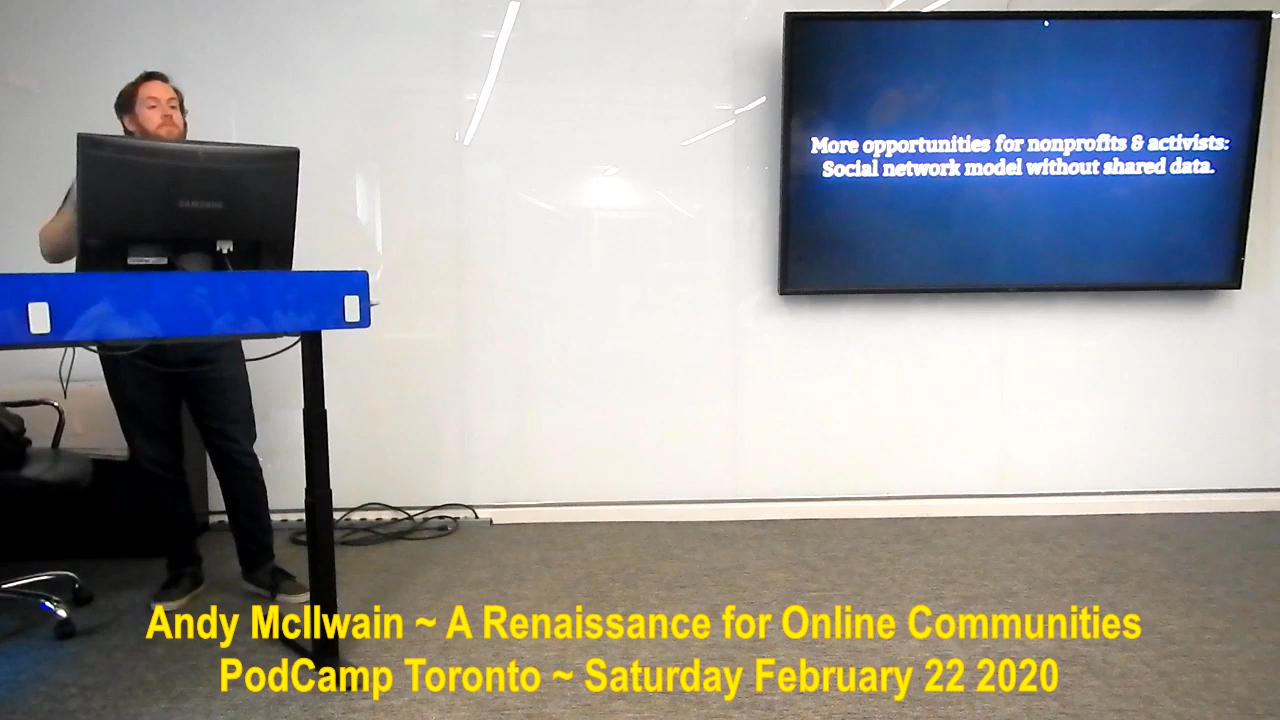 More opportunities for nonprofits & activists:
Social network model without shared data.
SAMSUNG
Andy McIlwain ~ A Renaissance for Online Communities
PodCamp Toronto ~ Saturday February 22 2020